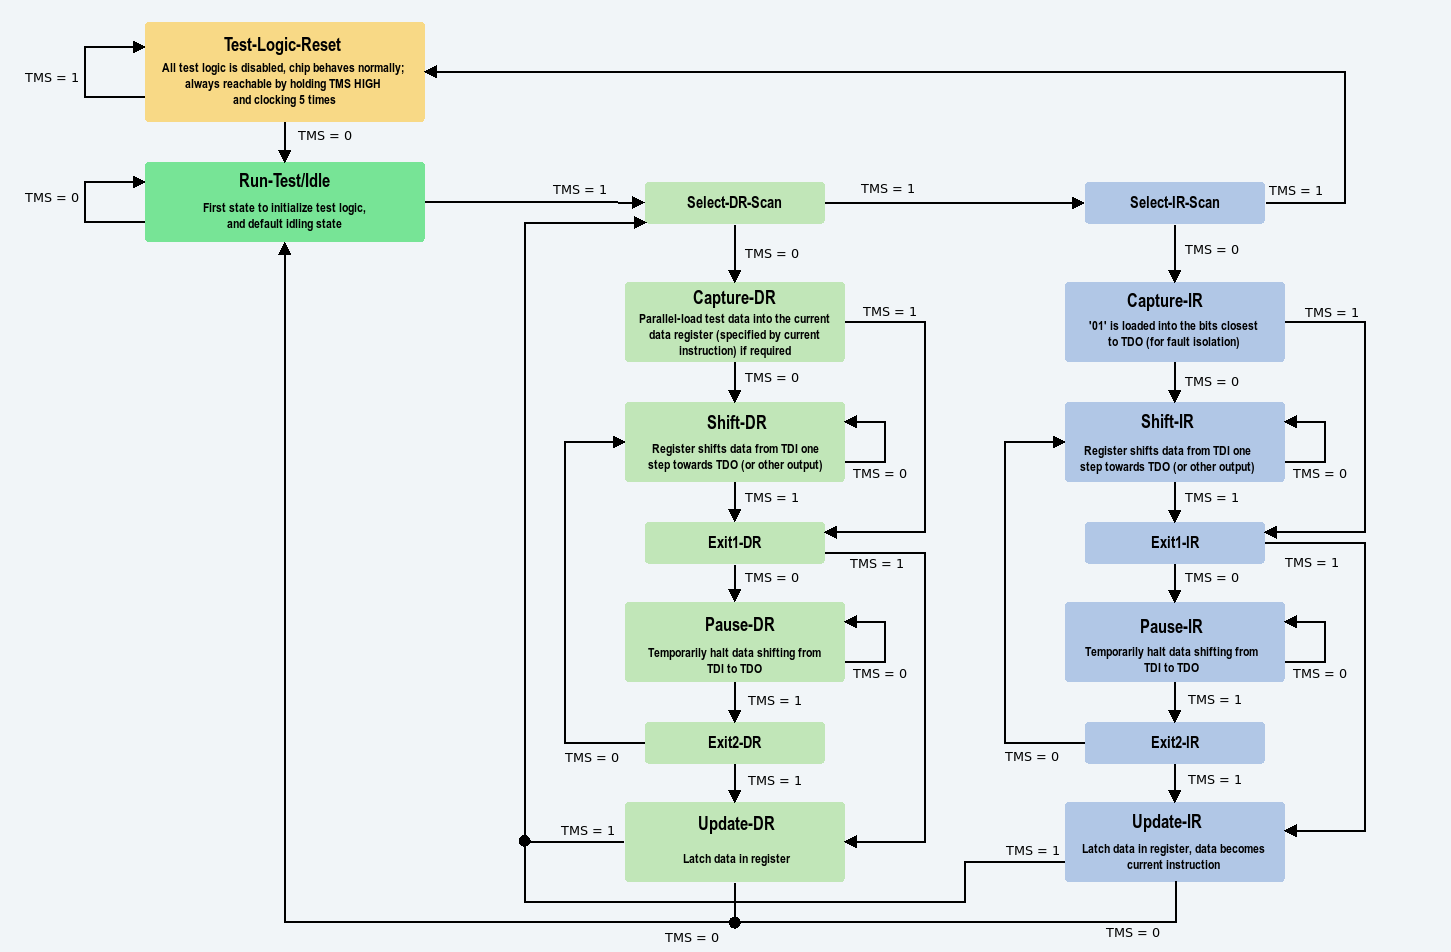 Test-Logic-Reset
All test logic is disabled, chip behaves normally;
always reachable by holding TMS HIGH
and clocking 5 times
TMS = 1
TMS = 0
Run-Test/Idle
First state to initialize test logic,
and default idling state
TMS = 0
TMS = 1
Select-DR-Scan
TMS = 1
Select-IR-Scan
TMS = 1
TMS = 0
TMS = 0
Capture-DR
Parallel-load test data into the current
data register (specified by current
instruction) if required
TMS = 1
TMS = 0
Shift-DR
Register shifts data from TDI one
step towards TDO (or other output)
TMS = 0
TMS = 1
Exit1-DR
TMS = 1
TMS = 0
Pause-DR
Temporarily halt data shifting from
TDI to TDO
TMS = 0
TMS = 1
Exit2-DR
TMS = 0
TMS = 1
Update-DR
Latch data in register
TMS = 1
TMS = 0
Capture-IR
'01' is loaded into the bits closest
to TDO (for fault isolation)
TMS = 1
TMS = 0
Shift-IR
Register shifts data from TDI one
step towards TDO (or other output)
TMS = 0
TMS = 1
Exit1-IR
TMS = 1
TMS = 0
Pause-IR
Temporarily halt data shifting from
TDI to TDO
TMS = 0
TMS = 1
Exit2-IR
TMS = 0
TMS = 1
Update-IR
Latch data in register, data becomes
current instruction
TMS = 1
TMS = 0